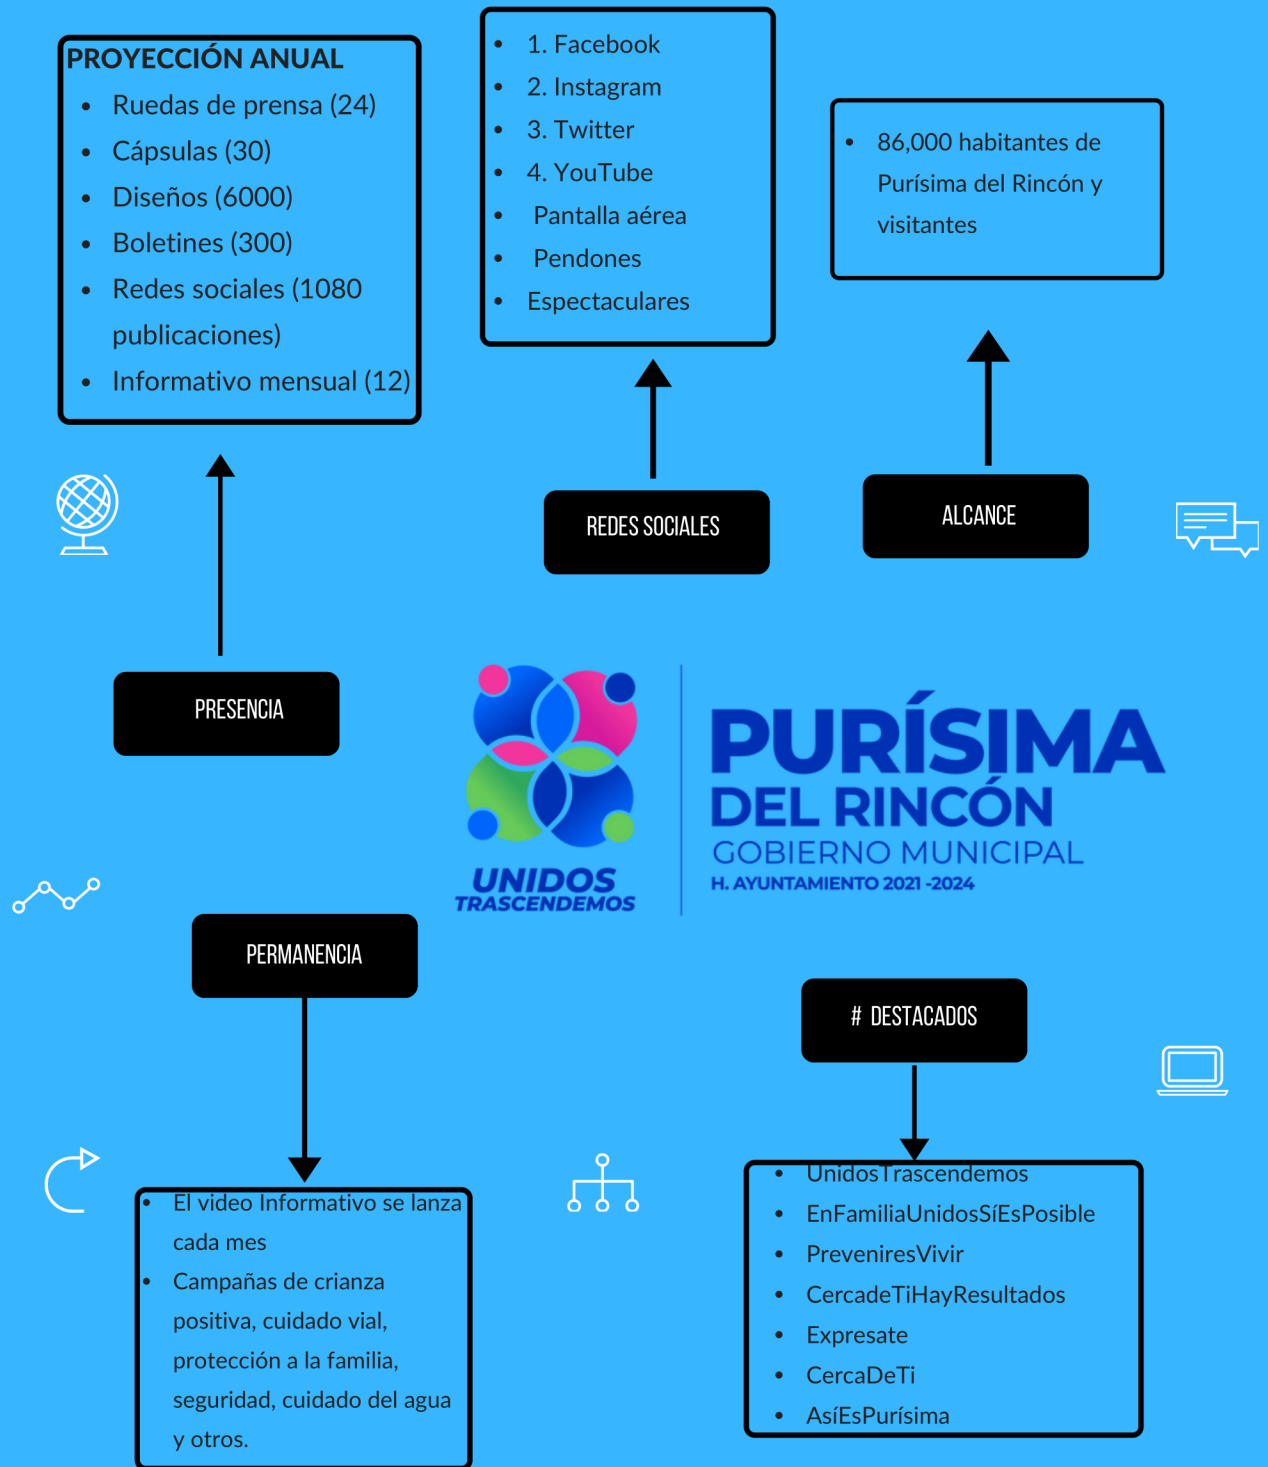 PROYECCIÓN ANUAL
• Ruedas de prensa (24)
• Cápsulas (30)
• Diseños (6000)
• Boletines (300)
• Redes sociales (1080
publicaciones)
• Informativo mensual (12)
PRESENCIA
• 1. Facebook
• 2. Instagram
• 3. Twitter
• 4. YouTube
• Pantalla aérea
• Pendones
• Espectaculares
REDES SOCIALES
• 86,000 habitantes de
Purísima del Rincón y
visitantes
ALCANCE
UNIDOS
TRASCENDEMOS
PURÍSIMA
DEL RINCÓN
GOBIERNO MUNICIPAL
H. AYUNTAMIENTO 2021 -2024
PERMANENCIA
• El video Informativo se lanza
cada mes
• Campañas de crianza
positiva, cuidado vial,
protección a la familia,
seguridad, cuidado del agua
y otros.
# DESTACADOS
• UnidosTrascendemos
• EnFamiliaUnidosSíEsPosible
• PreveniresVivir
• CercadeTiHayResultados
• Expresate
• CercaDeTi
• AsíEsPurísima